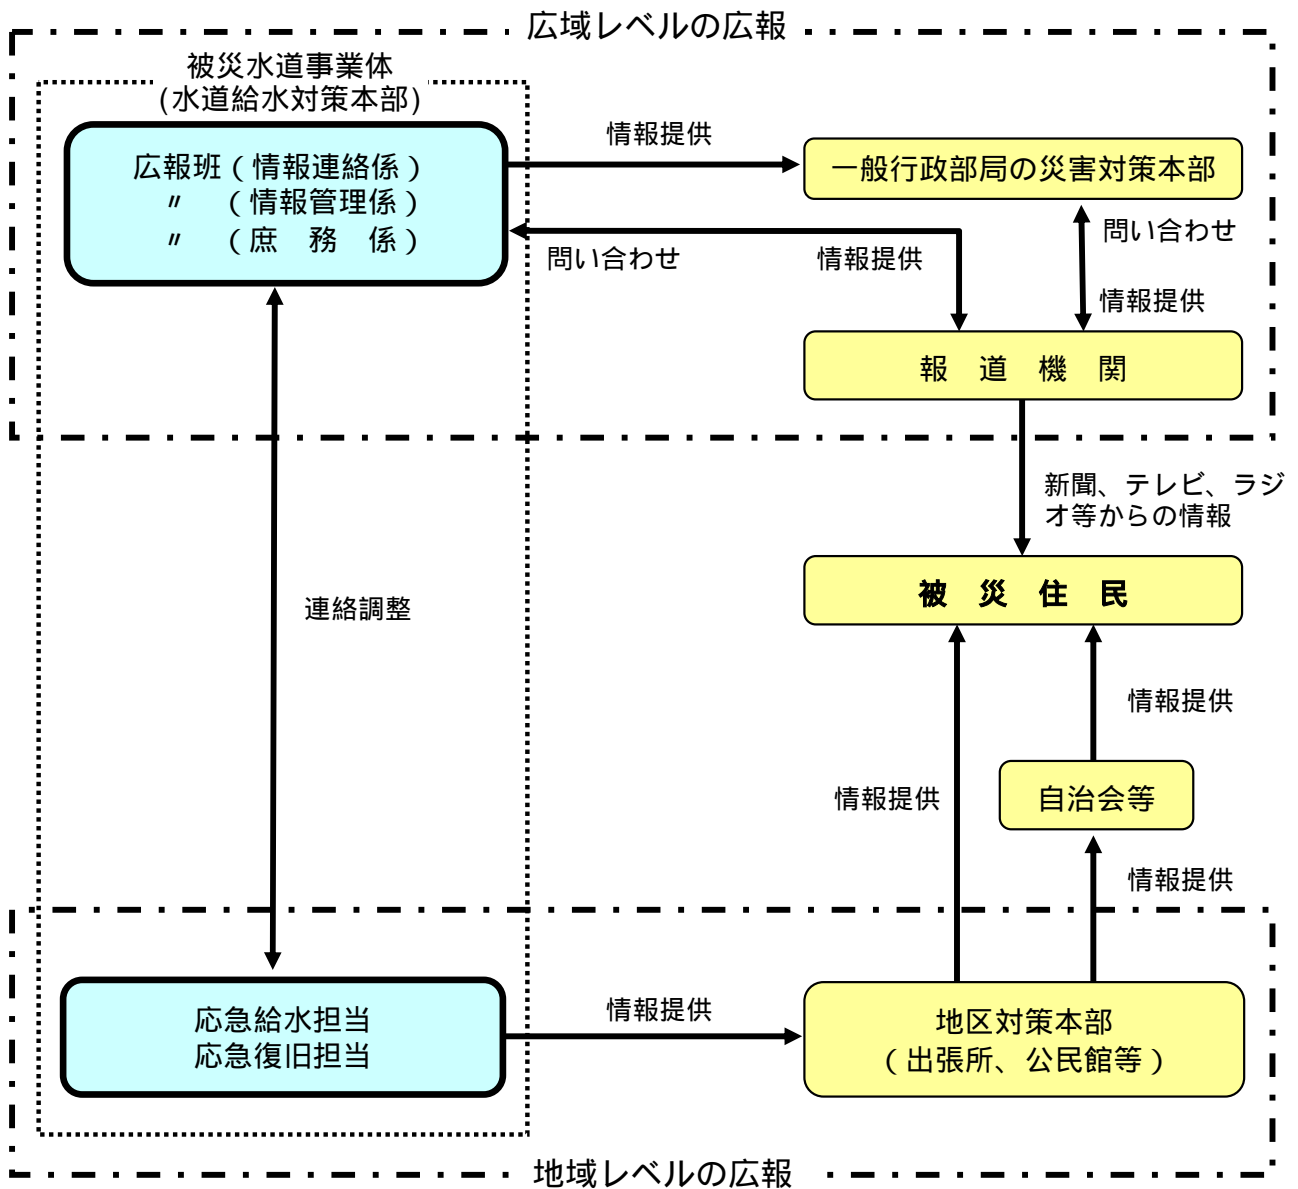 広域レベルの広報
被災水道事業体
(水道給水対策本部)
広報班（情報連絡係）
〃　（情報管理係）
〃　（庶　務　係）
情報提供
一般行政部局の災害対策本部
問い合わせ
情報提供
問い合わせ
情報提供
報　道　機　関
新聞、テレビ、ラジ
オ等からの情報
被　災　住　民
連絡調整
情報提供
情報提供
自治会等
情報提供
応急給水担当
応急復旧担当
情報提供
地区対策本部
（出張所、公民館等）
地域レベルの広報